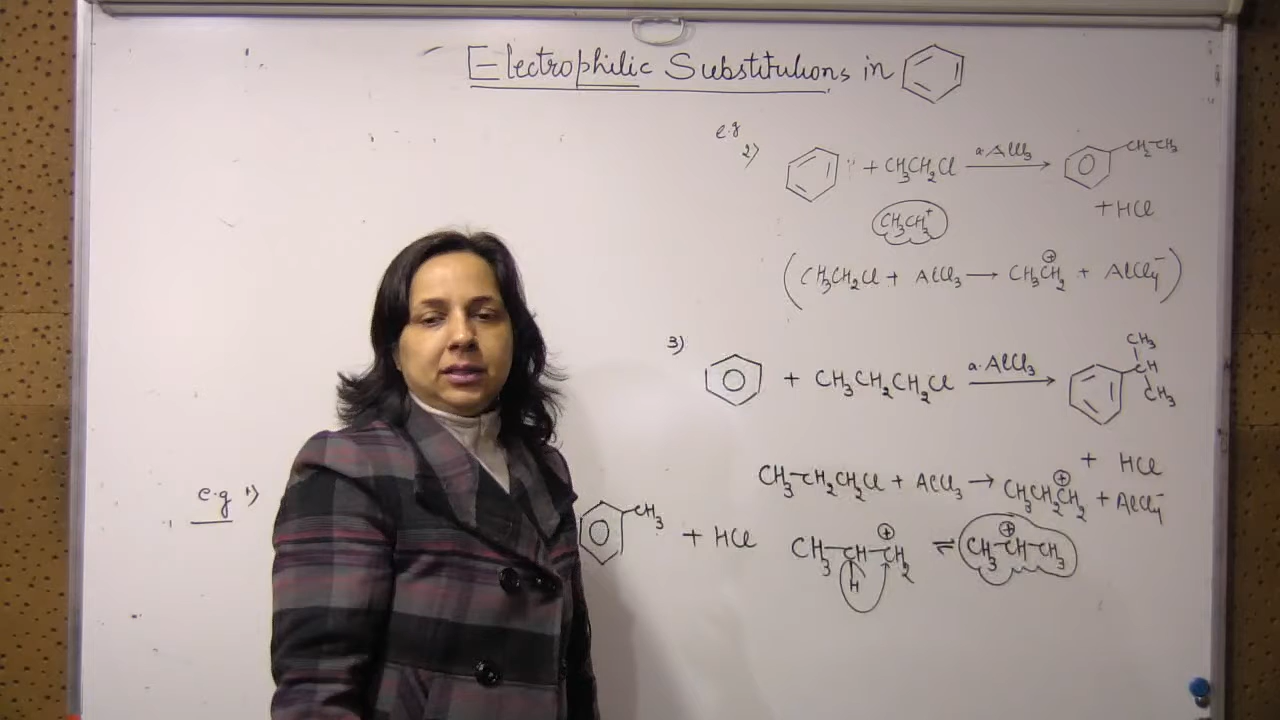 Electrophilic Substitutions in
e.g
2)
+ CH3CH2Cl a.AlCl3 → CH2-CH3
+ HCl
CH3CH2+
(CH3CH2Cl + AlCl3 → CH3CH2⊕ + AlCl4-)
3)
+ CH3CH2CH2Cl a.AlCl3 → CH3
CH
CH3
+ HCl
CH3-CH2CH2Cl + AlCl3 → CH3CH2CH2⊕ + AlCl4-
e.g 1)
CH3 + HCl
CH3-CH-CH2⊕ ⇌ CH3-CH⊕-CH3
H